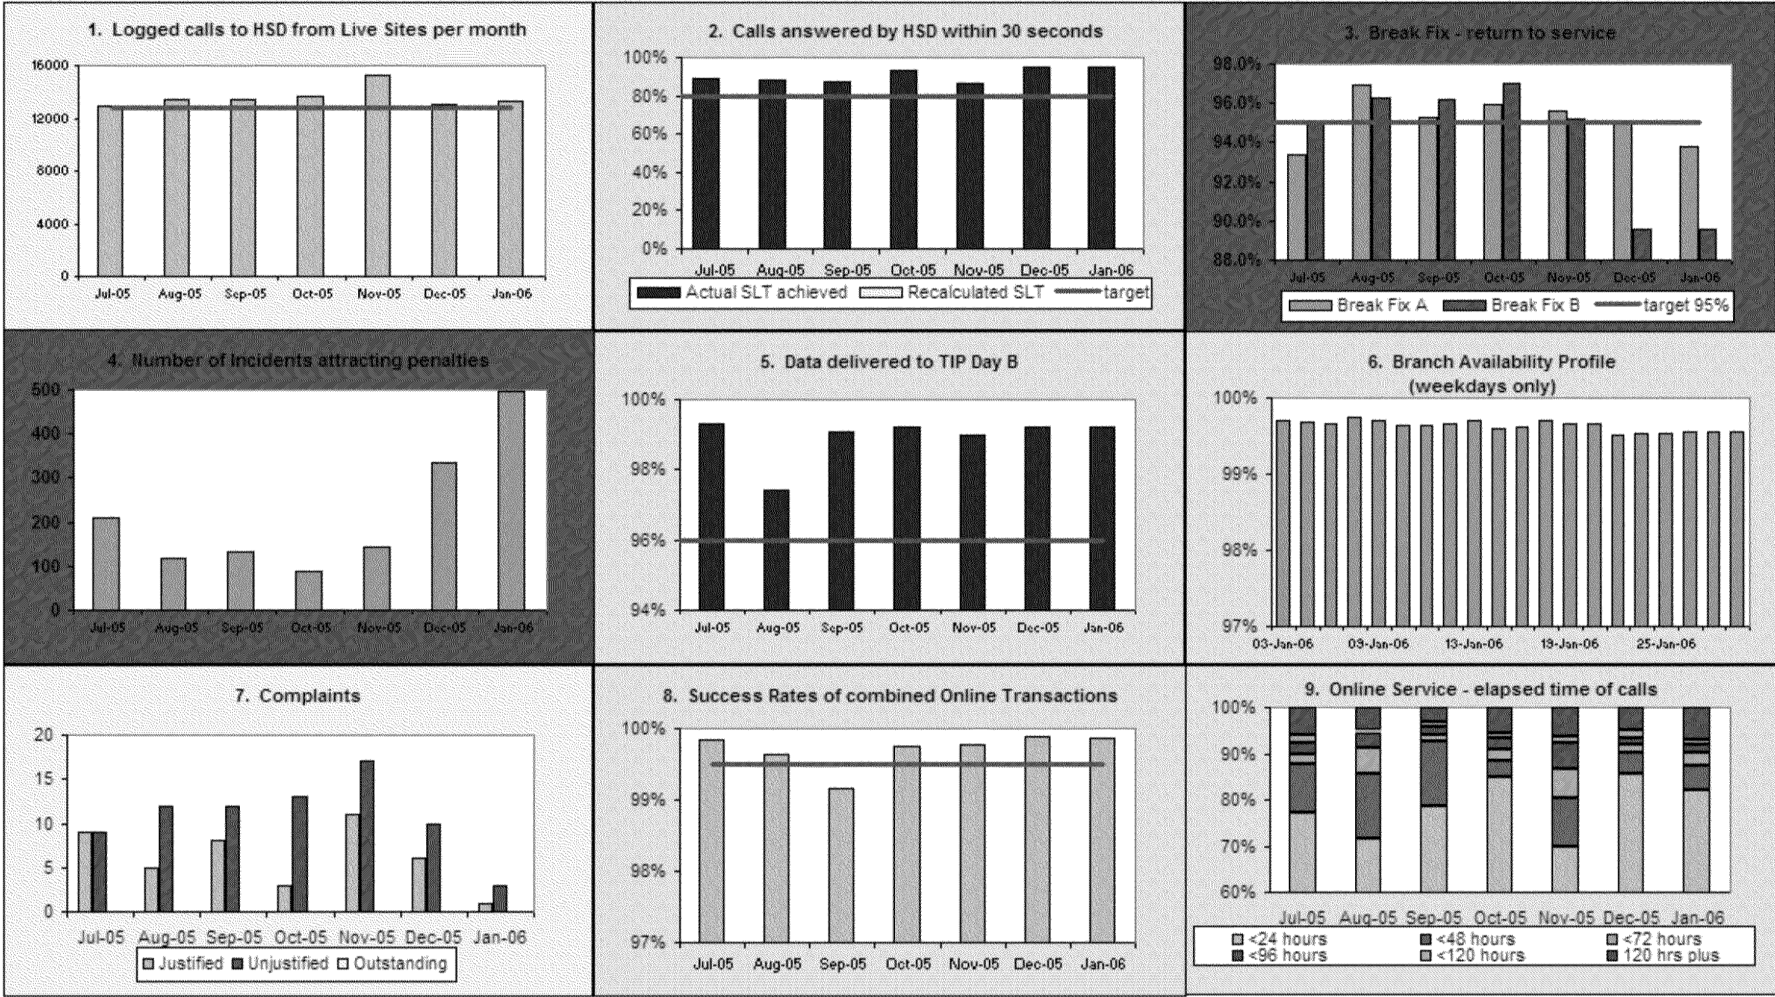 1. Logged calls to HSD from Live Sites per month
16000
12000
8000
4000
0
Jul-05 Aug-05 Sep-05 Oct-05 Nov-05 Dec-05 Jan-06
2. Calls answered by HSD within 30 seconds
100%
80%
60%
40%
20%
0%
Jul-05 Aug-05 Sep-05 Oct-05 Nov-05 Dec-05 Jan-06
Actual SLT achieved Recalculated SLT target
3. Break Fix - return to service
98.0%
96.0%
94.0%
92.0%
90.0%
88.0%
Jul-05 Aug-05 Sep-05 Oct-05 Nov-05 Dec-05 Jan-06
Break Fix A Break Fix B target 95%
4. Number of Incidents attracting penalties
500
400
300
200
100
0
Jul-05 Aug-05 Sep-05 Oct-05 Nov-05 Dec-05 Jan-06
5. Data delivered to TIP Day B
100%
98%
96%
94%
Jul-05 Aug-05 Sep-05 Oct-05 Nov-05 Dec-05 Jan-06
6. Branch Availability Profile
(weekdays only)
100%
99%
98%
97%
03-Jan-06 09-Jan-06 13-Jan-06 19-Jan-06 25-Jan-06
7. Complaints
20
15
10
5
0
Jul-05 Aug-05 Sep-05 Oct-05 Nov-05 Dec-05 Jan-06
Justified Unjustified Outstanding
8. Success Rates of combined Online Transactions
100%
99%
98%
97%
Jul-05 Aug-05 Sep-05 Oct-05 Nov-05 Dec-05 Jan-06
9. Online Service - elapsed time of calls
100%
90%
80%
70%
60%
Jul-05 Aug-05 Sep-05 Oct-05 Nov-05 Dec-05 Jan-06
<24 hours <48 hours <72 hours
<96 hours <120 hours 120 hrs plus